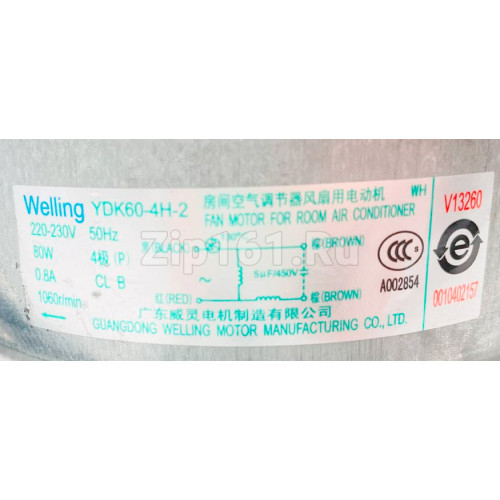 房间空气调节器风扇用电动机 WH
Welling YDK60-4H-2 FAN MOTOR FOR ROOM AIR CONDITIONER
220-230V 50Hz
80W 4极(P)
0.8A CL B
1060r/min
黑(BLACK)
棕(BROWN)
5μF/450V
红(RED)
棕(BROWN)
广东威灵电机制造有限公司
GUANGDONG WELLING MOTOR MANUFACTURING CO., LTD.
CCC S
A002854
V13260
e
0010402157
Zip161.Ru